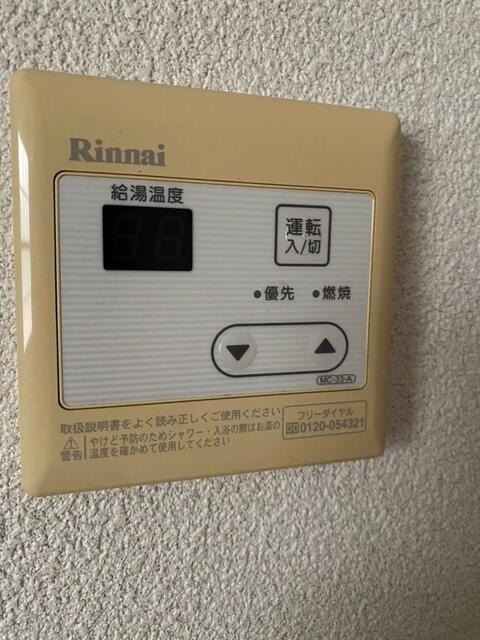 Rinnai
給湯温度
88
運転
入/切
優先 燃焼
▼ ▲
MC-33-A
取扱説明書をよく読み正しくご使用ください
フリーダイヤル
0120-054321
⚠ やけど予防のためシャワー・入浴の際はお湯の
警告 温度を確かめて使用してください